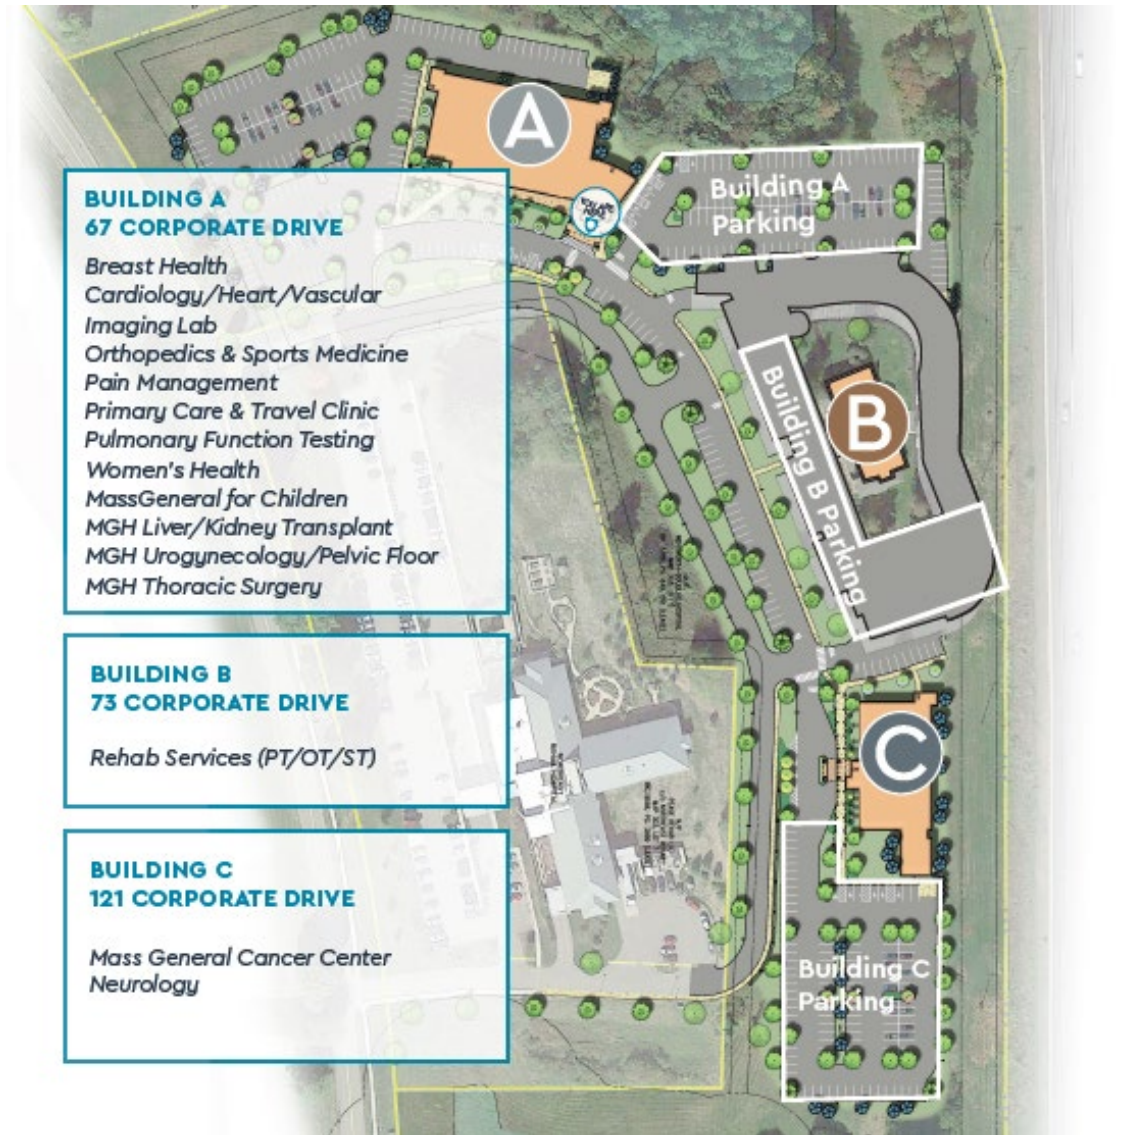 A
YOU ARE
HERE
Building A
Parking
BUILDING A
67 CORPORATE DRIVE
Breast Health
Cardiology/Heart/Vascular
Imaging Lab
Orthopedics & Sports Medicine
Pain Management
Primary Care & Travel Clinic
Pulmonary Function Testing
Women's Health
MassGeneral for Children
MGH Liver/Kidney Transplant
MGH Urogynecology/Pelvic Floor
MGH Thoracic Surgery
B
Building B Parking
BUILDING B
73 CORPORATE DRIVE
Rehab Services (PT/OT/ST)
C
BUILDING C
121 CORPORATE DRIVE
Mass General Cancer Center
Neurology
Building C
Parking